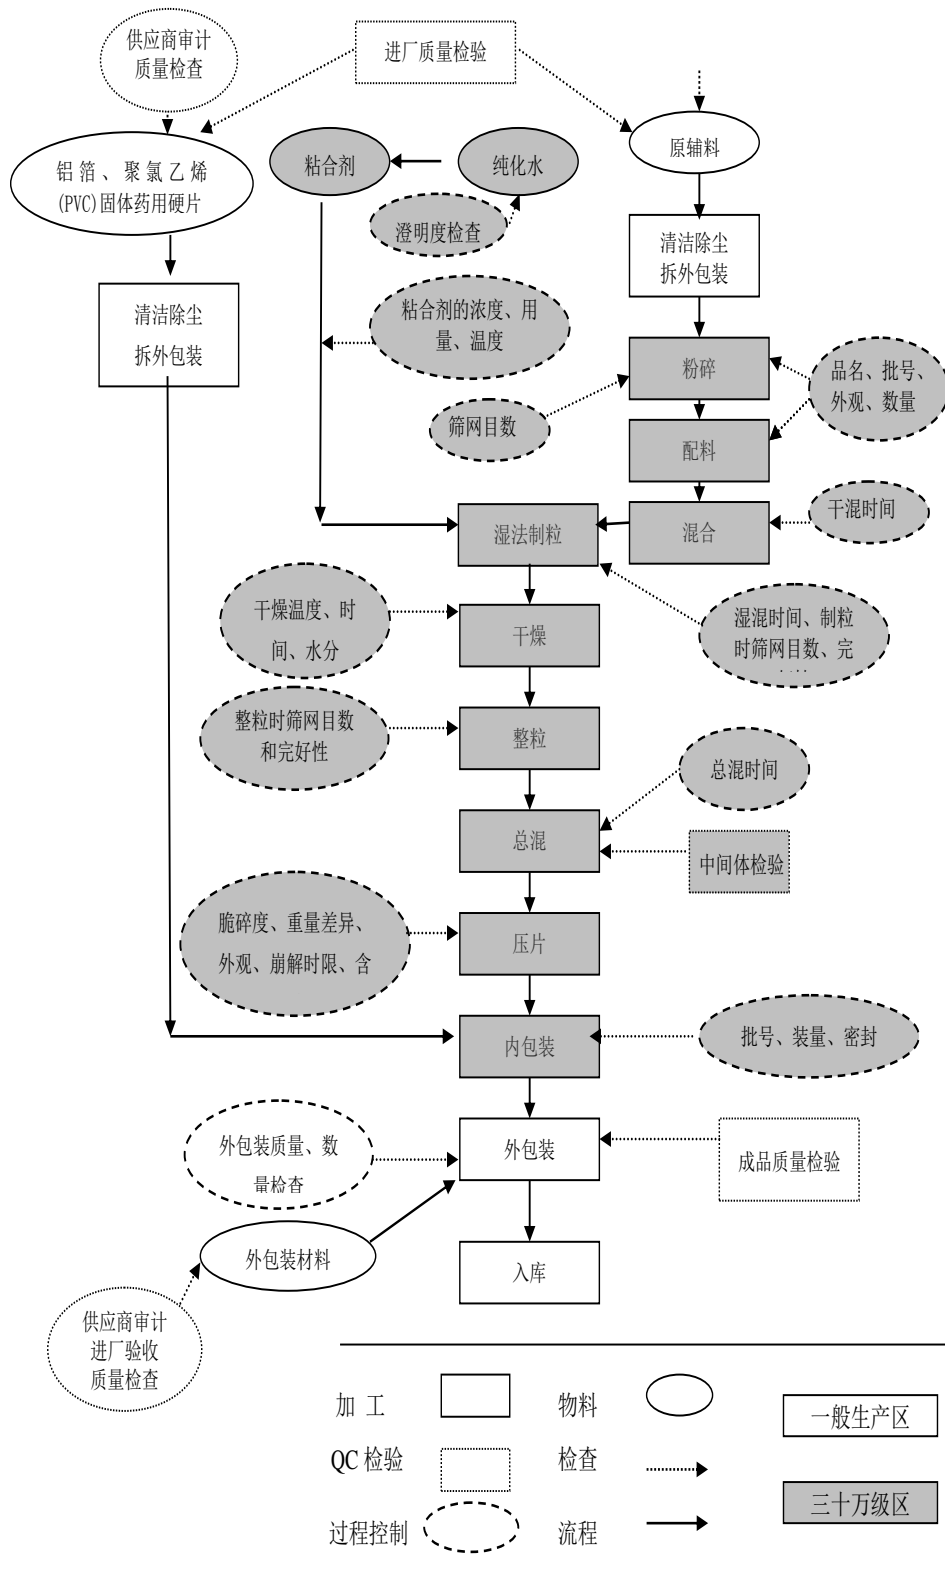 供应商审计
质量检查
进厂质量检验
铝箔、聚氯乙烯
(PVC)固体药用硬片
粘合剂
纯化水
原辅料
澄明度检查
清洁除尘
拆外包装
清洁除尘
拆外包装
粘合剂的浓度、用
量、温度
粉碎
品名、批号、
外观、数量
筛网目数
配料
湿法制粒
混合
干混时间
干燥温度、时
间、水分
干燥
湿混时间、制粒
时筛网目数、完
整粒时筛网目数
和完好性
整粒
总混时间
总混
中间体检验
脆碎度、重量差异、
外观、崩解时限、含
压片
内包装
批号、装量、密封
外包装质量、数
量检查
外包装
成品质量检验
外包装材料
入库
供应商审计
进厂验收
质量检查
加 工
物料
一般生产区
QC 检验
检查
三十万级区
过程控制
流程